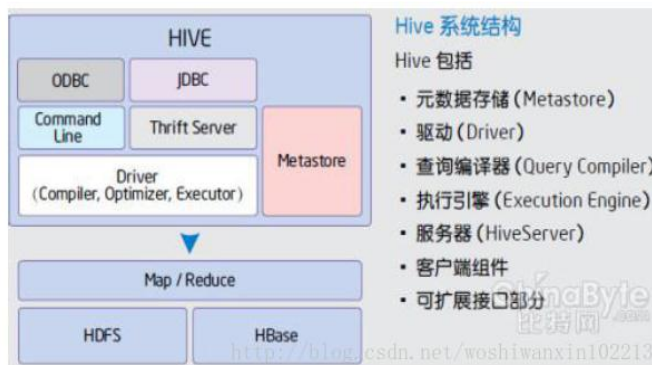 HIVE
ODBC
JDBC
Command
Line
Thrift Server
Metastore
Driver
(Compiler, Optimizer, Executor)
Map / Reduce
HDFS
HBase
Hive 系统结构
Hive 包括
• 元数据存储(Metastore)
• 驱动(Driver)
• 查询编译器(Query Compiler)
• 执行引擎(Execution Engine)
• 服务器(HiveServer)
• 客户端组件
• 可扩展接口部分
ChinaByte
比特网.com
http://blog.csdn.net/woshiwanxin102213